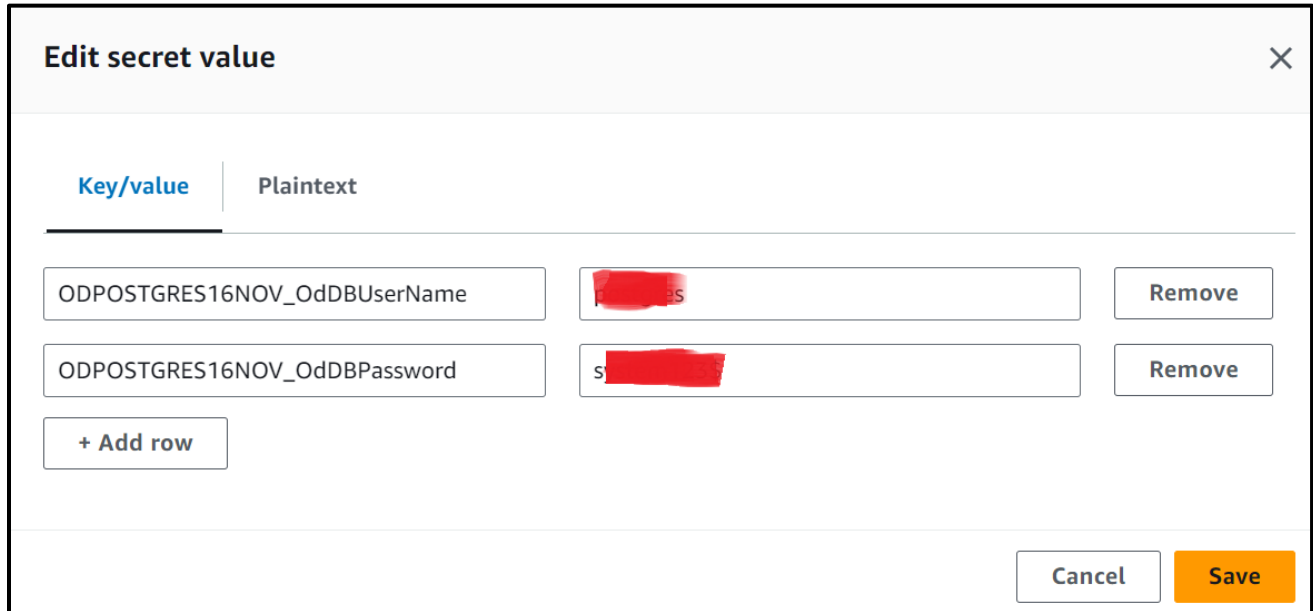 Edit secret value
Key/value Plaintext
ODPOSTGRES16NOV_OdDBUserName Remove
ODPOSTGRES16NOV_OdDBPassword Remove
+ Add row
Cancel Save